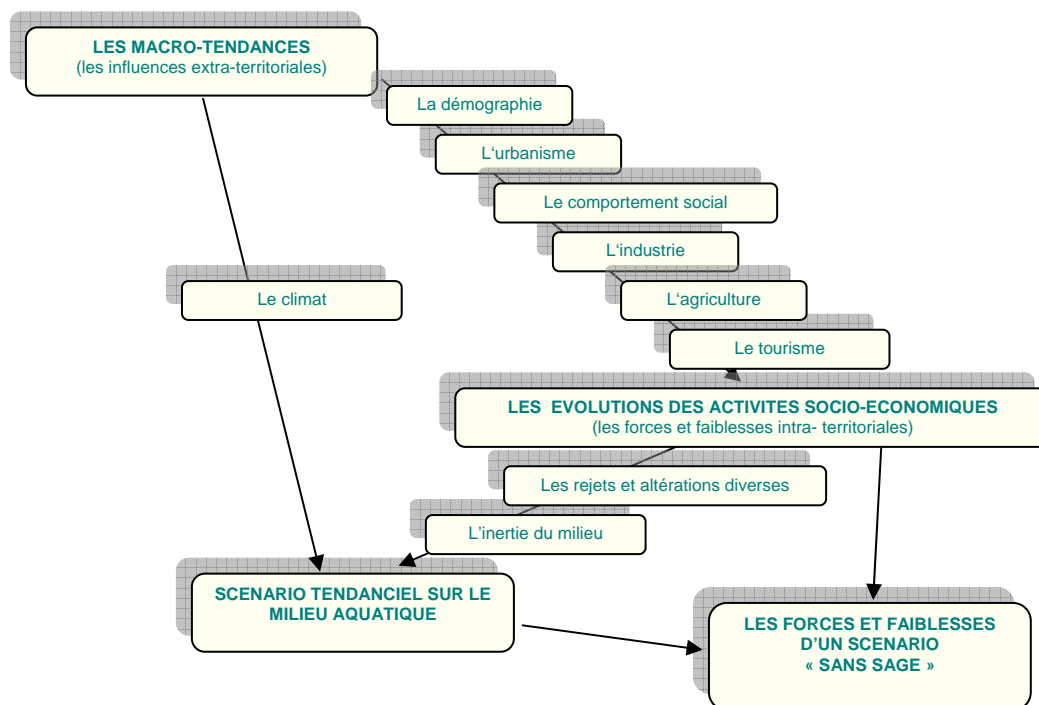 LES MACRO-TENDANCES
(les influences extra-territoriales)
La démographie
L‘urbanisme
Le comportement social
L‘industrie
Le climat
L‘agriculture
Le tourisme
LES EVOLUTIONS DES ACTIVITES SOCIO-ECONOMIQUES
(les forces et faiblesses intra- territoriales)
Les rejets et altérations diverses
L’inertie du milieu
SCENARIO TENDANCIEL SUR LE
MILIEU AQUATIQUE
LES FORCES ET FAIBLESSES
D’UN SCENARIO
« SANS SAGE »